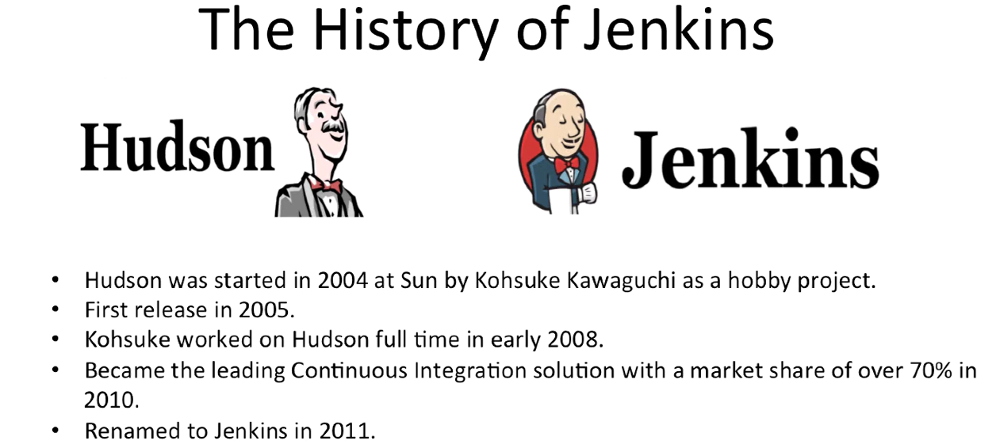 The History of Jenkins
Hudson
Jenkins
• Hudson was started in 2004 at Sun by Kohsuke Kawaguchi as a hobby project.
• First release in 2005.
• Kohsuke worked on Hudson full time in early 2008.
• Became the leading Continuous Integration solution with a market share of over 70% in
2010.
• Renamed to Jenkins in 2011.